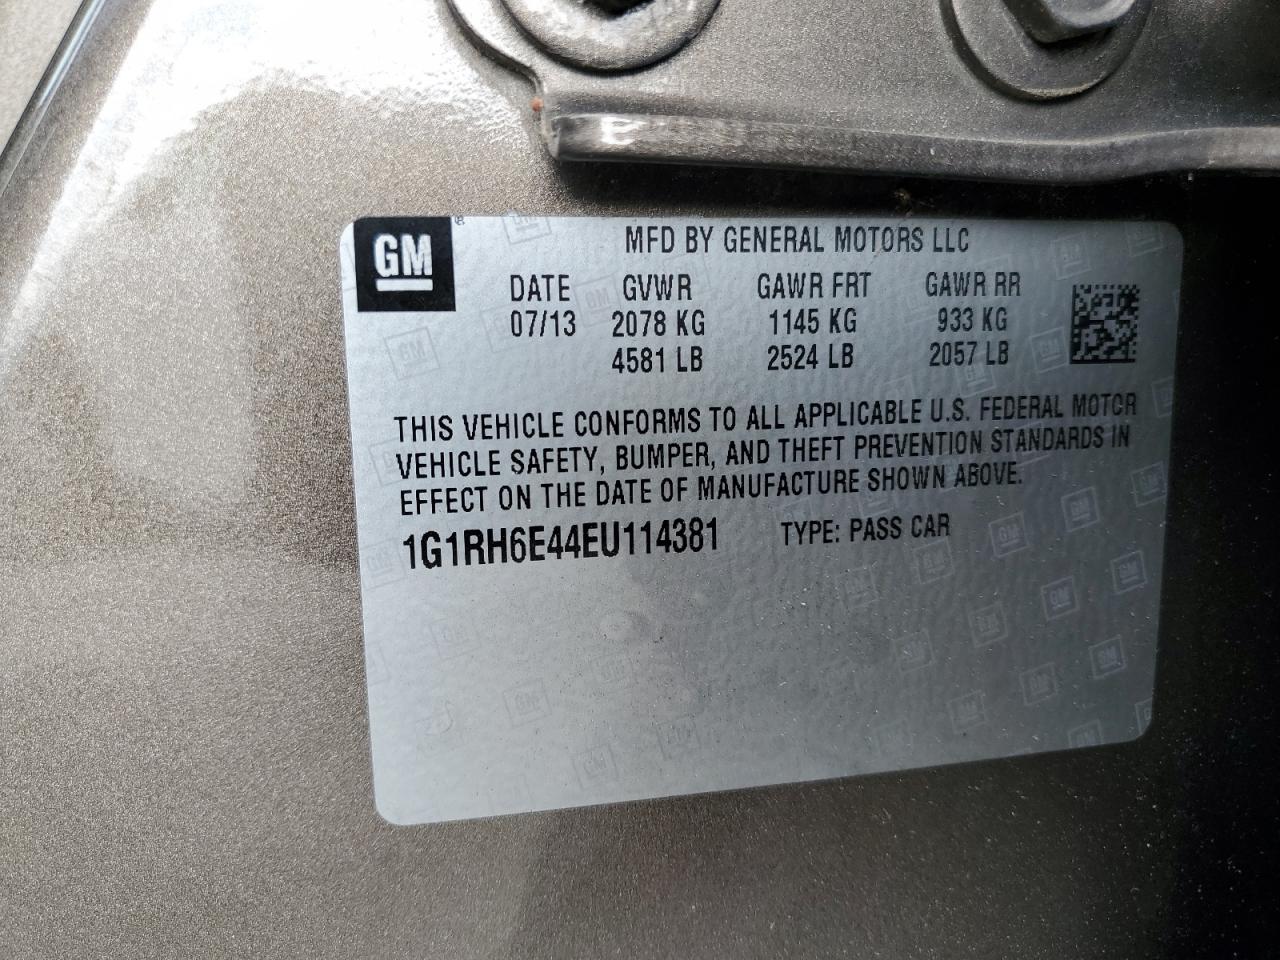 GM
MFD BY GENERAL MOTORS LLC
DATE GVWR GAWR FRT GAWR RR
07/13 2078 KG 1145 KG 933 KG
4581 LB 2524 LB 2057 LB
THIS VEHICLE CONFORMS TO ALL APPLICABLE U.S. FEDERAL MOTOR
VEHICLE SAFETY, BUMPER, AND THEFT PREVENTION STANDARDS IN
EFFECT ON THE DATE OF MANUFACTURE SHOWN ABOVE.
1G1RH6E44EU114381 TYPE: PASS CAR